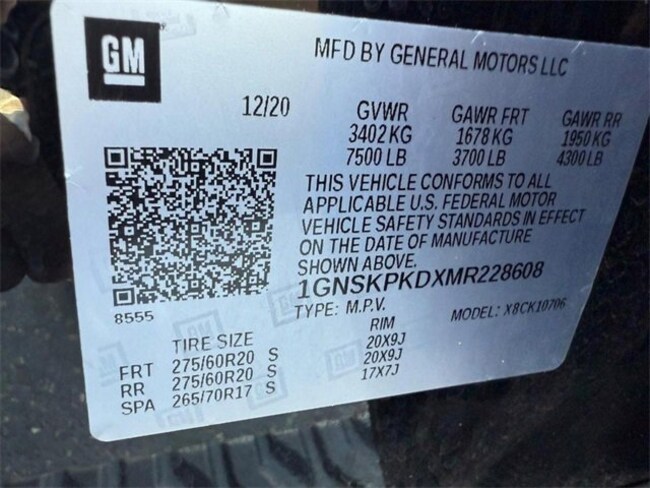 GM
MFD BY GENERAL MOTORS LLC
12/20
GVWR GAWR FRT GAWR RR
3402 KG 1678 KG 1950 KG
7500 LB 3700 LB 4300 LB
THIS VEHICLE CONFORMS TO ALL
APPLICABLE U.S. FEDERAL MOTOR
VEHICLE SAFETY STANDARDS IN EFFECT
ON THE DATE OF MANUFACTURE
SHOWN ABOVE.
1GNSKPKDXMR228608
8555
TYPE: M.P.V. MODEL: X8CK10706
TIRE SIZE RIM
FRT 275/60R20 S 20X9J
RR 275/60R20 S 20X9J
SPA 265/70R17 S 17X7J